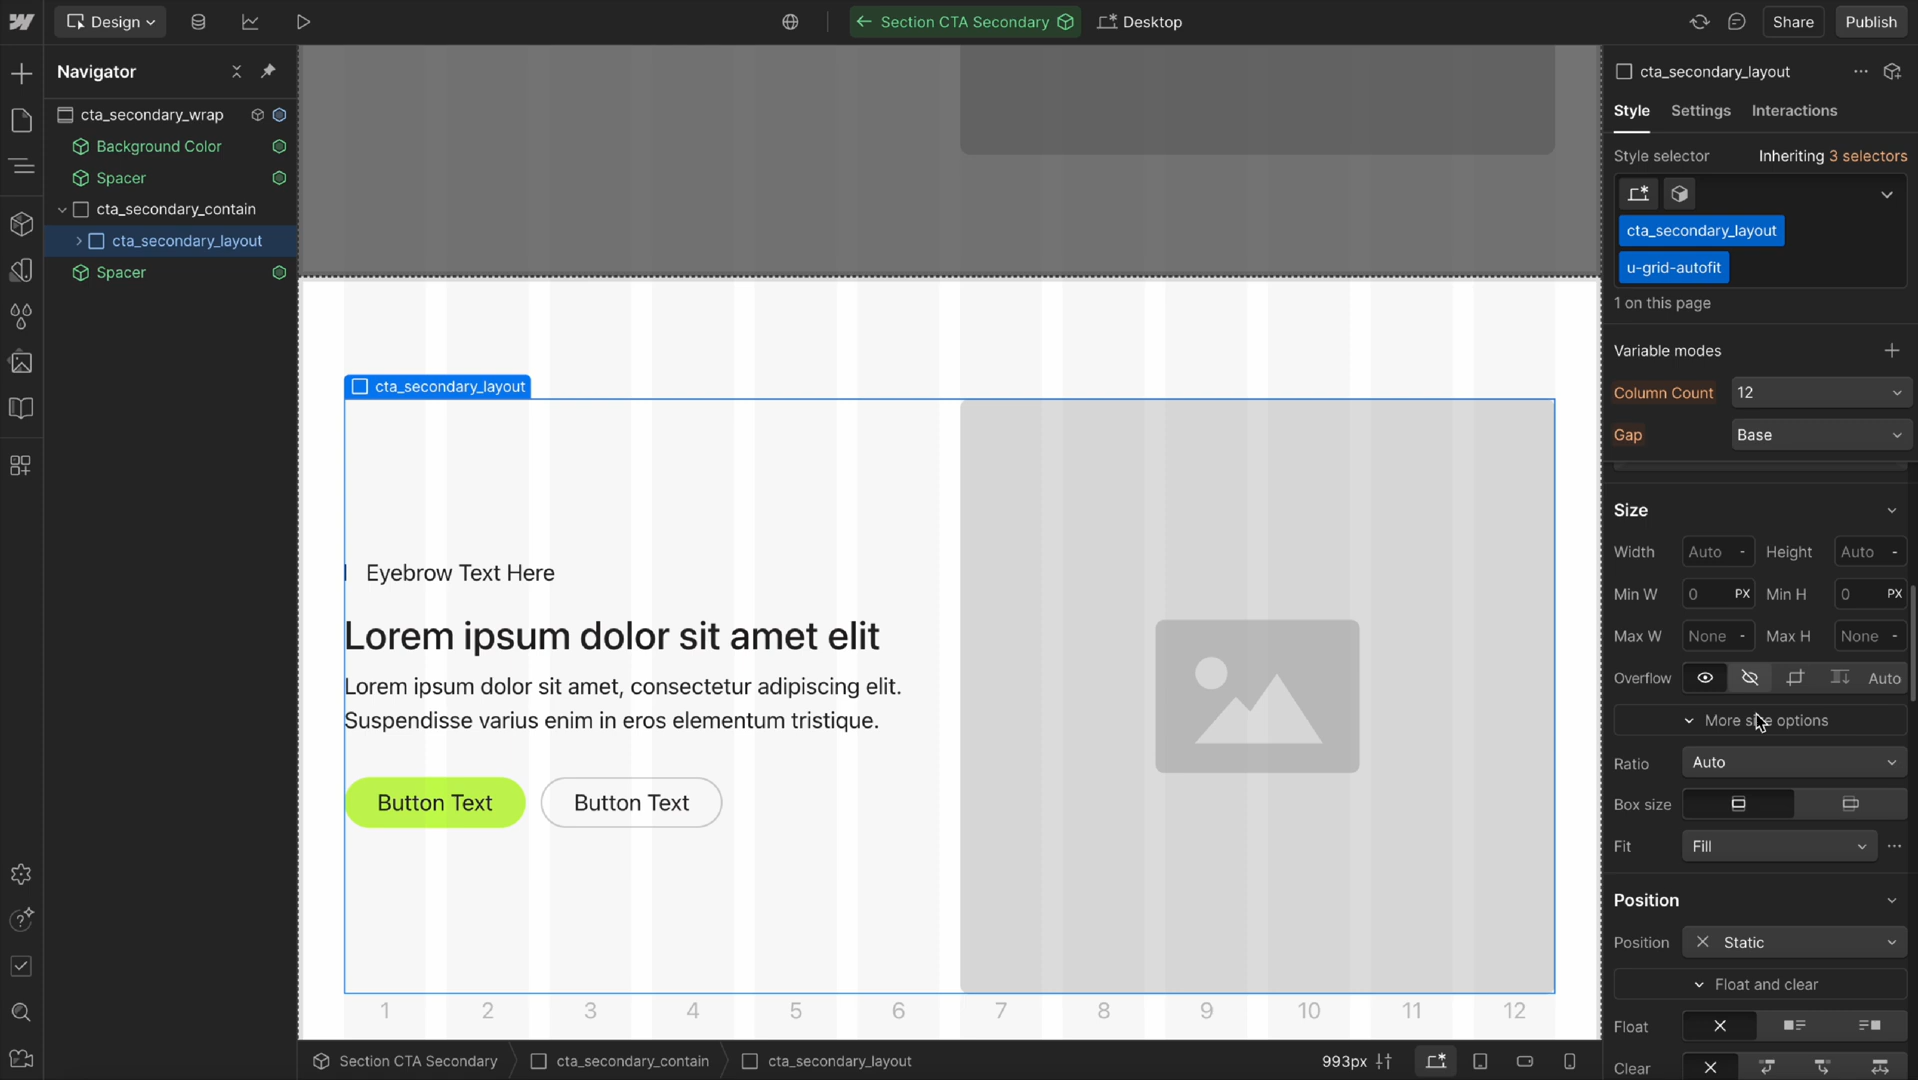 Design
Section CTA Secondary
Desktop
Share
Publish
Navigator
cta_secondary_wrap
Background Color
Spacer
cta_secondary_contain
cta_secondary_layout
Spacer
cta_secondary_layout
Eyebrow Text Here
Lorem ipsum dolor sit amet elit
Lorem ipsum dolor sit amet, consectetur adipiscing elit.
Suspendisse varius enim in eros elementum tristique.
Button Text
Button Text
1 2 3 4 5 6 7 8 9 10 11 12
Section CTA Secondary
cta_secondary_contain
cta_secondary_layout
993px
cta_secondary_layout
Style Settings Interactions
Style selector Inheriting 3 selectors
cta_secondary_layout
u-grid-autofit
1 on this page
Variable modes
Column Count 12
Gap Base
Size
Width Auto - Height Auto -
Min W 0 PX Min H 0 PX
Max W None - Max H None -
Overflow Auto
More size options
Ratio Auto
Box size
Fit Fill
Position
Position Static
Float and clear
Float
Clear